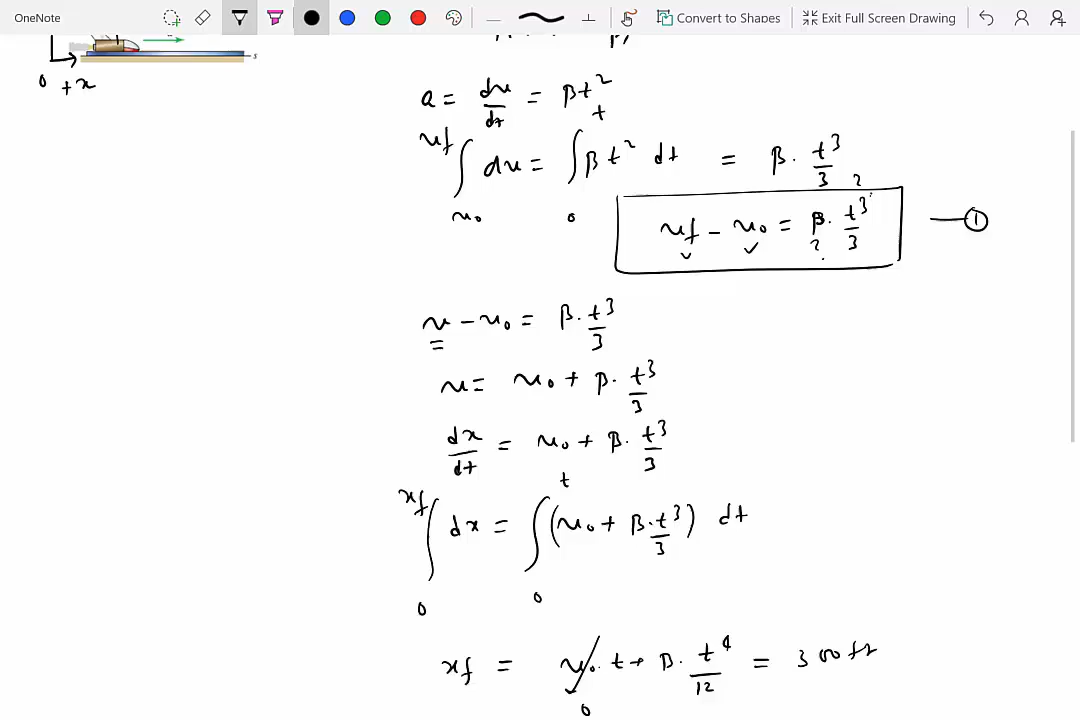 OneNote
Convert to Shapes
Exit Full Screen Drawing
s
0 +x
a = du/dt = βt²
uf ∫ du = ∫ βt² dt = β · t³/3
u₀ 0 t
uf - u₀ = β · t³/3 — ①
? ?
u - u₀ = β · t³/3
u = u₀ + β · t³/3
dx/dt = u₀ + β · t³/3
xf t
∫ dx = ∫ (u₀ + β · t³/3) dt
0 0
xf = u₀ · t + β · t⁴/12 = 300 ft
0